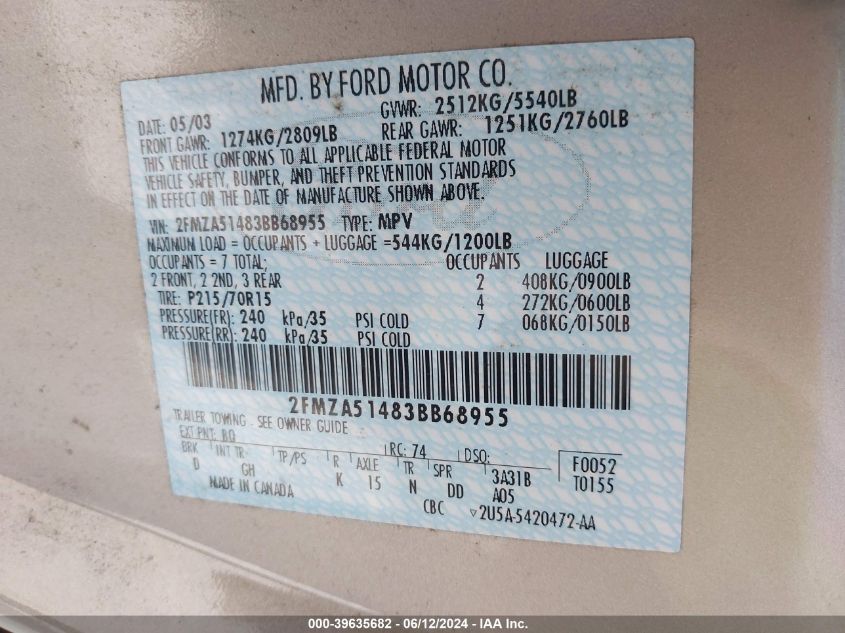 MFD. BY FORD MOTOR CO.
DATE: 05/03 GVWR: 2512KG/5540LB
FRONT GAWR: 1274KG/2809LB REAR GAWR: 1251KG/2760LB
THIS VEHICLE CONFORMS TO ALL APPLICABLE FEDERAL MOTOR
VEHICLE SAFETY, BUMPER, AND THEFT PREVENTION STANDARDS
IN EFFECT ON THE DATE OF MANUFACTURE SHOWN ABOVE.
VIN: 2FMZA51483BB68955 TYPE: MPV
MAXIMUM LOAD = OCCUPANTS + LUGGAGE =544KG/1200LB
OCCUPANTS = 7 TOTAL; OCCUPANTS LUGGAGE
2 FRONT, 2 2ND, 3 REAR 2 408KG/0900LB
TIRE: P215/70R15 4 272KG/0600LB
PRESSURE(FR): 240 kPa/35 PSI COLD 7 068KG/0150LB
PRESSURE(RR): 240 kPa/35 PSI COLD
2FMZA51483BB68955
TRAILER TOWING - SEE OWNER GUIDE
EXT PNT: BQ RC: 74 DSO:
BRK INT TR TP/PS R AXLE TR SPR 3A31B F0052
D GH K 15 N DD A05 T0155
MADE IN CANADA CBC ▽2U5A-5420472-AA
000-39635682 - 06/12/2024 - IAA Inc.